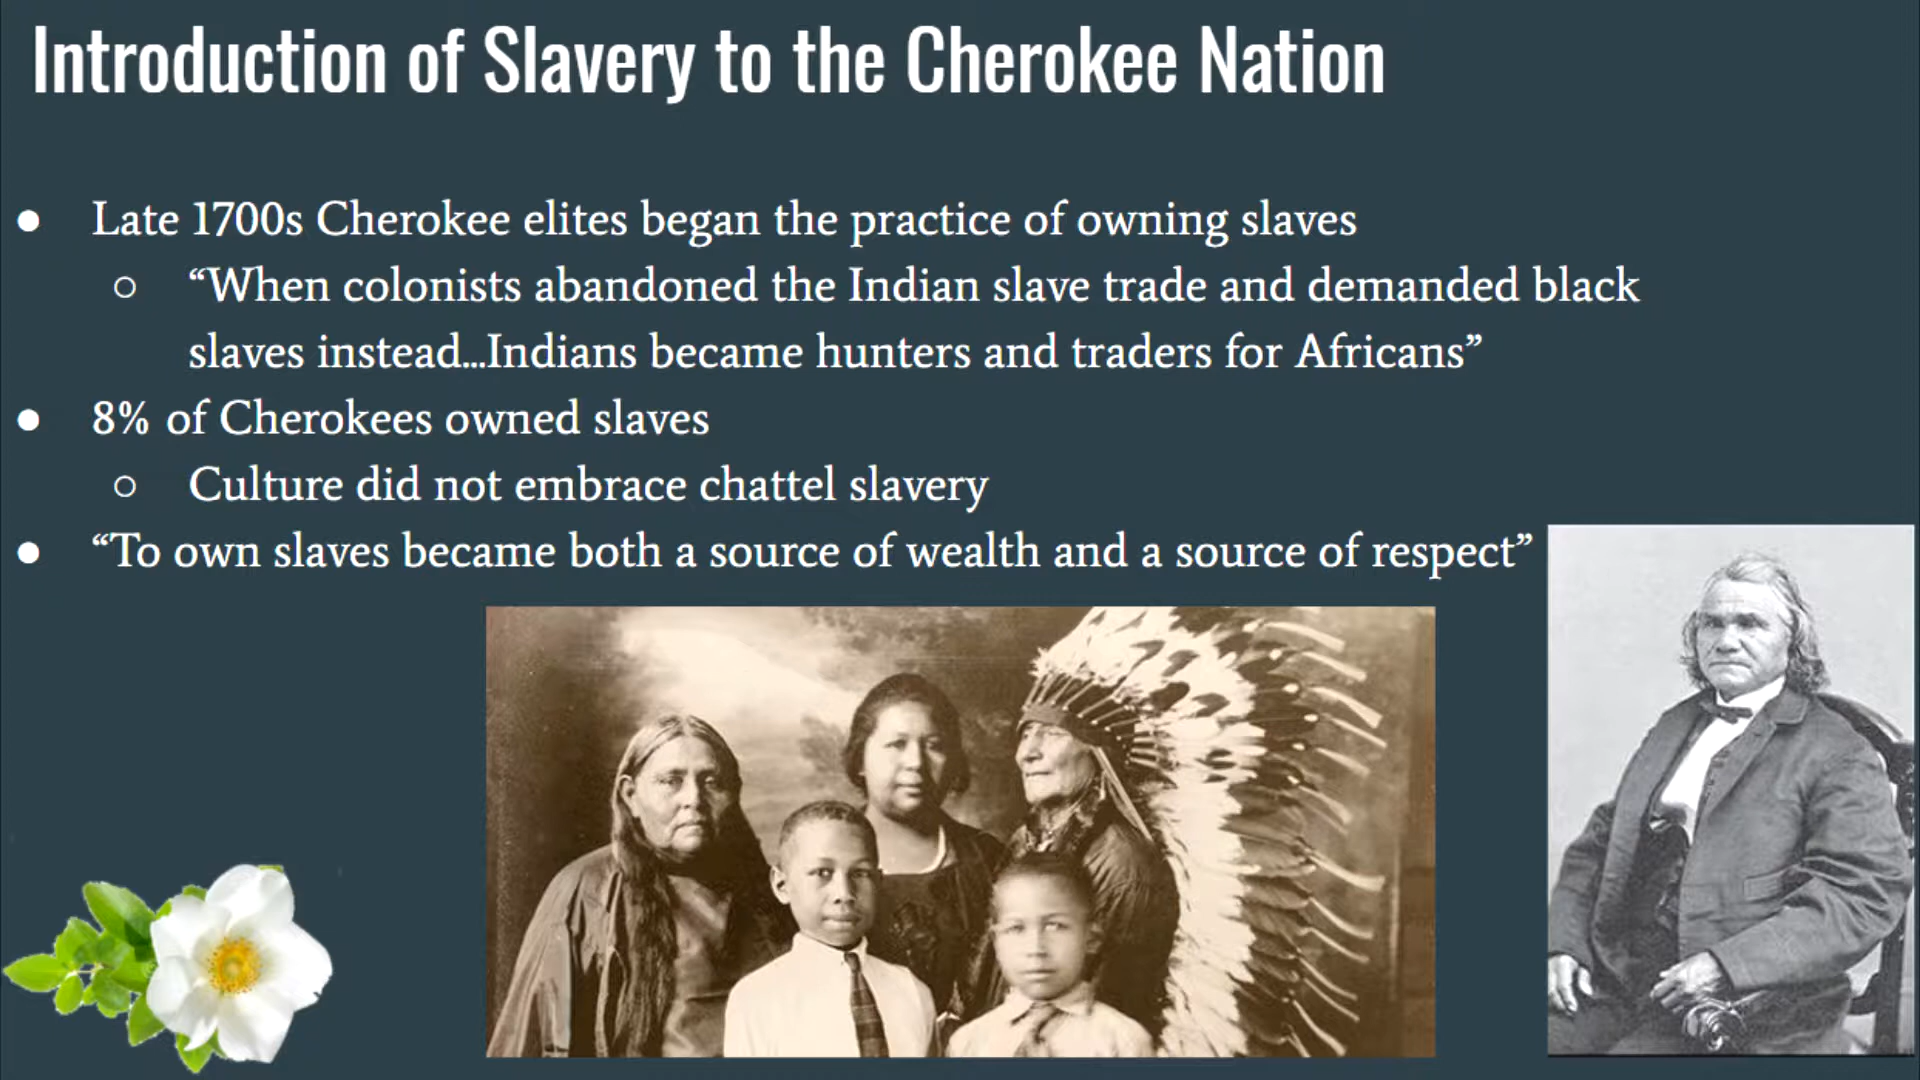 Introduction of Slavery to the Cherokee Nation
● Late 1700s Cherokee elites began the practice of owning slaves
○ “When colonists abandoned the Indian slave trade and demanded black
slaves instead...Indians became hunters and traders for Africans”
● 8% of Cherokees owned slaves
○ Culture did not embrace chattel slavery
● “To own slaves became both a source of wealth and a source of respect”